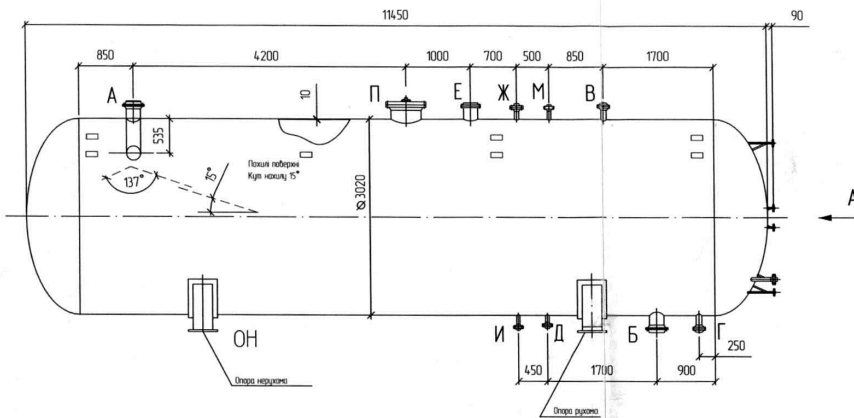 11450
90
850
4200
1000
700
500
850
1700
А
П
Е
Ж
М
В
10
535
Похилі поверхні
Кут нахилу 15°
15°
137°
Ø3020
А
ОН
И
Д
Б
Г
250
450
1700
900
Опора нерухома
Опора рухома